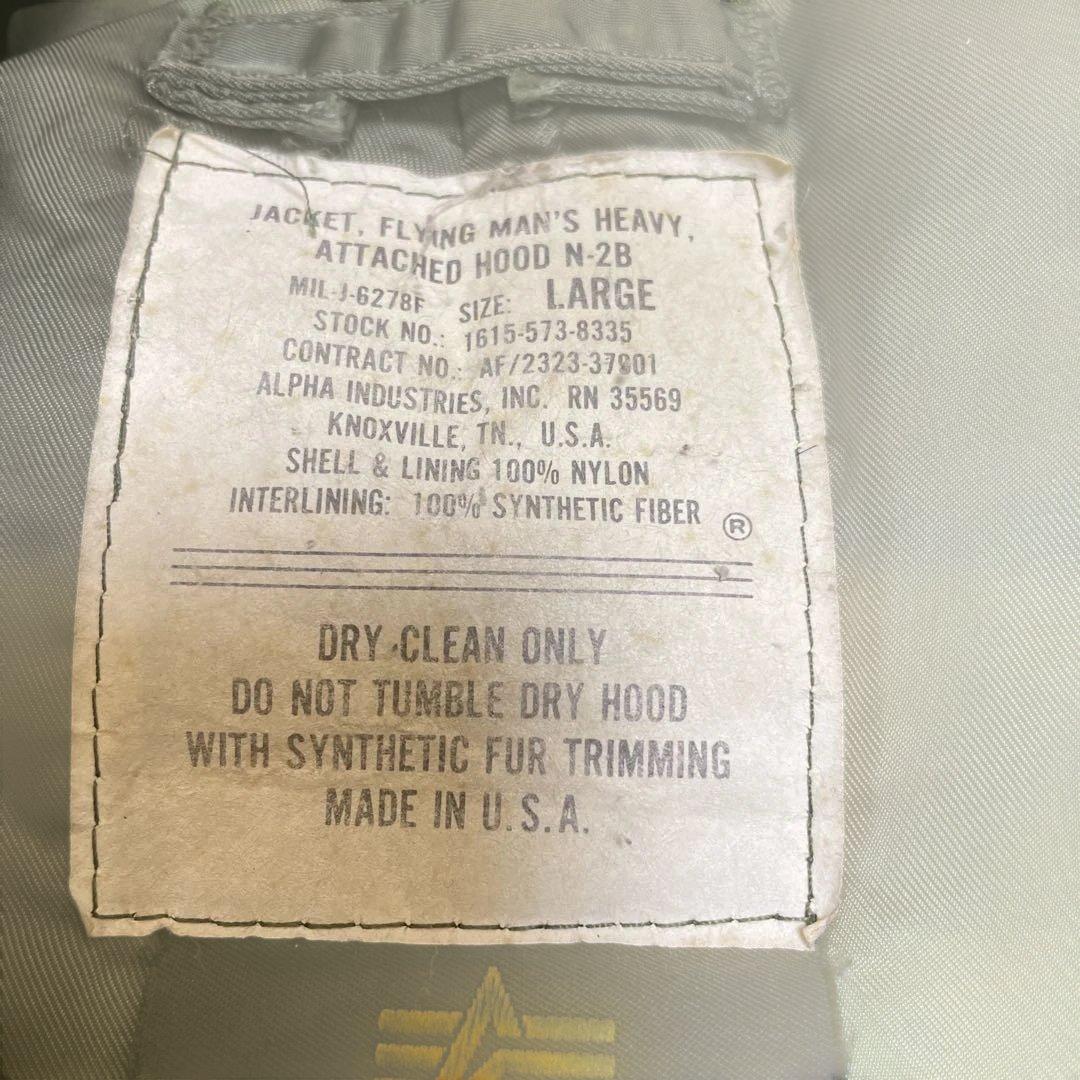 JACKET, FLYING MAN'S HEAVY,
ATTACHED HOOD N-2B
MIL-J-6278F SIZE: LARGE
STOCK NO.: 1615-573-8335
CONTRACT NO.: AF/2323-37901
ALPHA INDUSTRIES, INC. RN 35569
KNOXVILLE, TN., U.S.A.
SHELL & LINING 100% NYLON
INTERLINING: 100% SYNTHETIC FIBER ®
DRY CLEAN ONLY
DO NOT TUMBLE DRY HOOD
WITH SYNTHETIC FUR TRIMMING
MADE IN U.S.A.